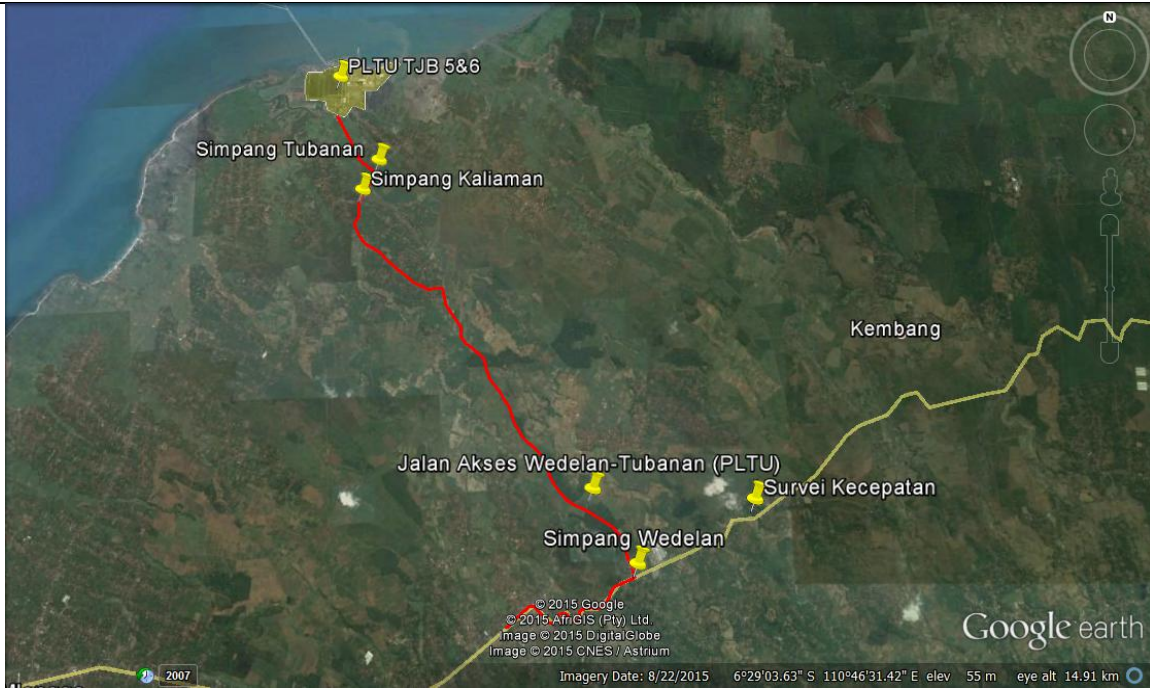 N
PLTU TJB 5&6
Simpang Tubanan
Simpang Kaliaman
Kembang
Jalan Akses Wedelan-Tubanan (PLTU)
Survei Kecepatan
Simpang Wedelan
© 2015 Google
© 2015 AfriGIS (Pty) Ltd.
Image © 2015 DigitalGlobe
Image © 2015 CNES / Astrium
Google earth
2007
Imagery Date: 8/22/2015 6°29'03.63" S 110°46'31.42" E elev 55 m eye alt 14.91 km